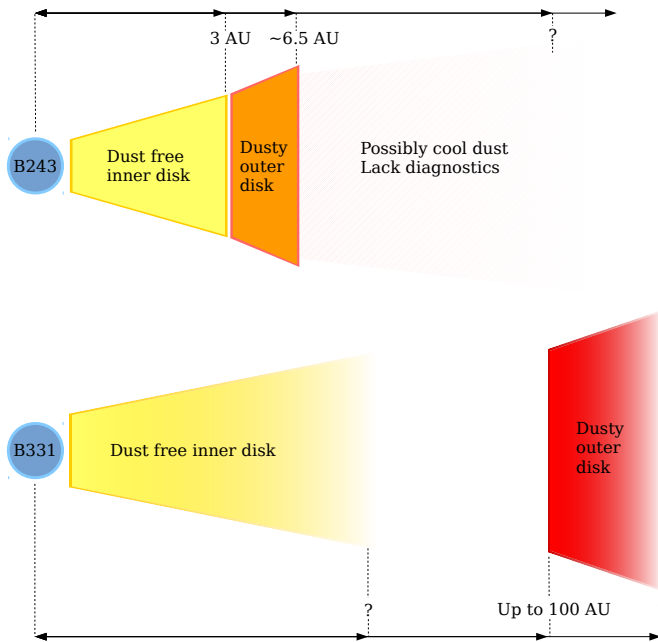 ?
3 AU
~6.5 AU
B243
Dust free
inner disk
Dusty
outer
disk
Possibly cool dust
Lack diagnostics
B331
Dust free inner disk
Dusty
outer
disk
?
Up to 100 AU